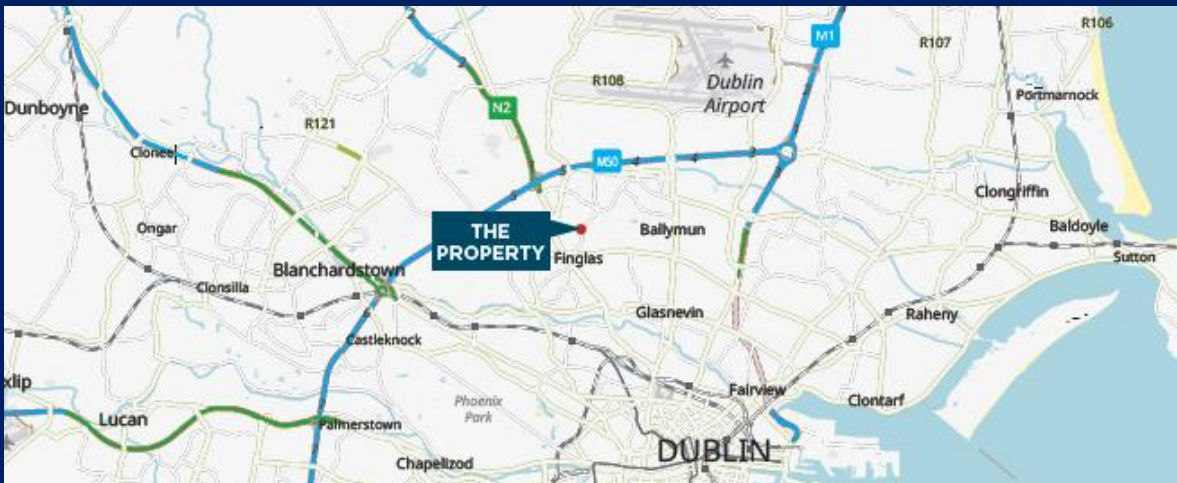 R106
M1
R107
Dublin
Airport
R108
Portmarnock
Dunboyne
N2
R121
Clonee
M50
Clongriffin
Ongar
THE
PROPERTY
Ballymun
Baldoyle
Finglas
Sutton
Blanchardstown
Clonsilla
Glasnevin
Raheny
Castleknock
xlip
Fairview
Phoenix
Park
Clontarf
Lucan
Palmerstown
DUBLIN
Chapelizod